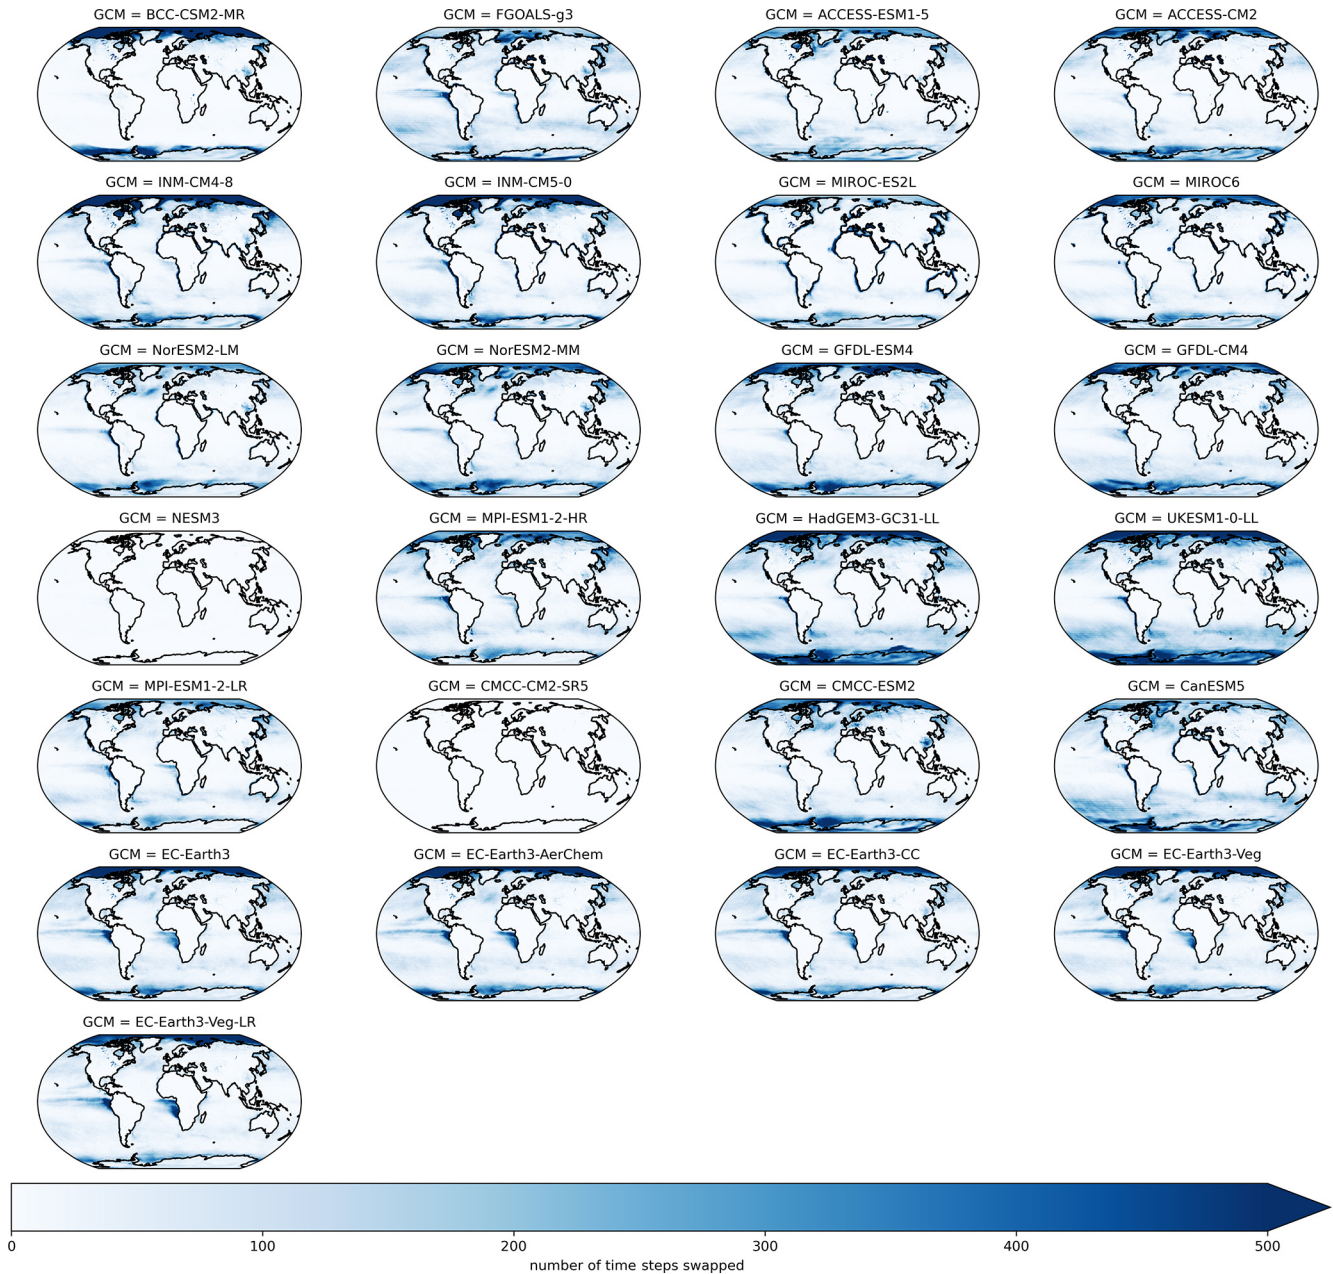 GCM = BCC-CSM2-MR
GCM = FGOALS-g3
GCM = ACCESS-ESM1-5
GCM = ACCESS-CM2
GCM = INM-CM4-8
GCM = INM-CM5-0
GCM = MIROC-ES2L
GCM = MIROC6
GCM = NorESM2-LM
GCM = NorESM2-MM
GCM = GFDL-ESM4
GCM = GFDL-CM4
GCM = NESM3
GCM = MPI-ESM1-2-HR
GCM = HadGEM3-GC31-LL
GCM = UKESM1-0-LL
GCM = MPI-ESM1-2-LR
GCM = CMCC-CM2-SR5
GCM = CMCC-ESM2
GCM = CanESM5
GCM = EC-Earth3
GCM = EC-Earth3-AerChem
GCM = EC-Earth3-CC
GCM = EC-Earth3-Veg
GCM = EC-Earth3-Veg-LR
0 100 200 300 400 500
number of time steps swapped